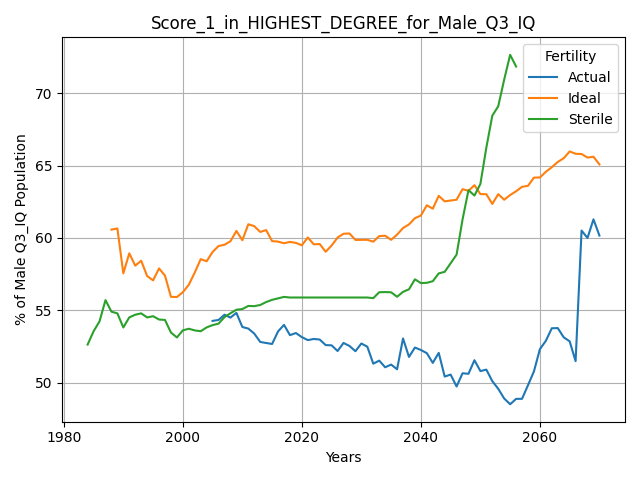 Score_1_in_HIGHEST_DEGREE_for_Male_Q3_IQ
Fertility
Actual
Ideal
Sterile
% of Male Q3_IQ Population
70
65
60
55
50
1980
2000
2020
2040
2060
Years